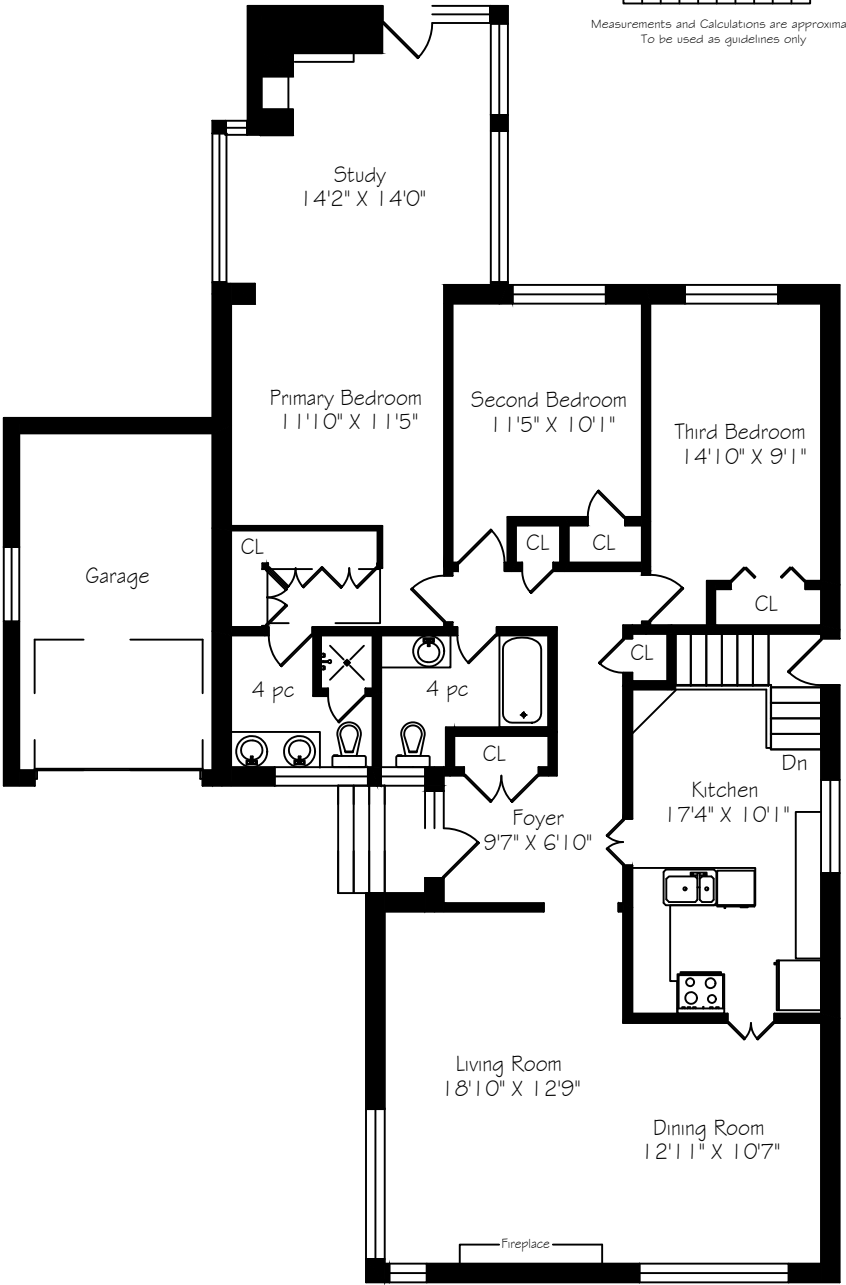 Measurements and Calculations are approxima
To be used as guidelines only
Study
14'2" X 14'0"
Primary Bedroom
11'10" X 11'5"
Second Bedroom
11'5" X 10'1"
Third Bedroom
14'10" X 9'1"
CL
CL
CL
Garage
CL
CL
4 pc
4 pc
CL
Dn
Kitchen
17'4" X 10'1"
Foyer
9'7" X 6'10"
Living Room
18'10" X 12'9"
Dining Room
12'11" X 10'7"
Fireplace